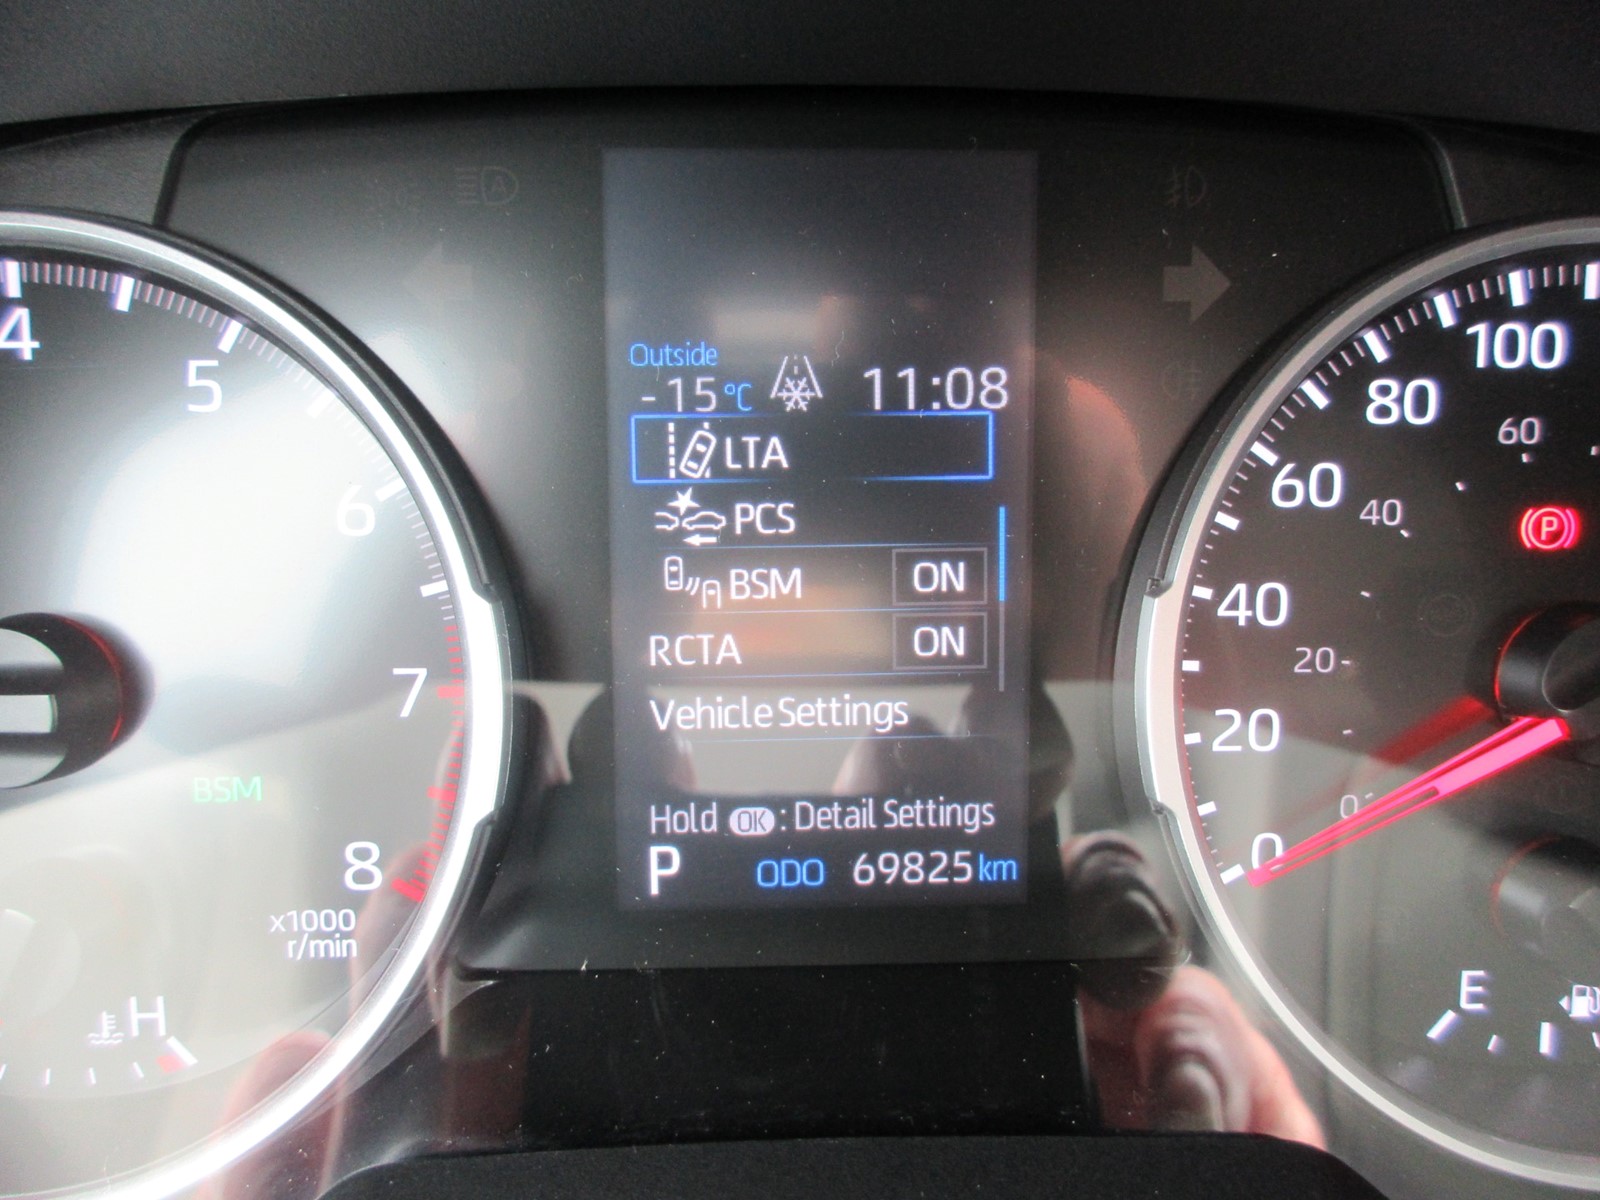 Outside
-15°C 11:08
LTA
PCS
BSM ON
RCTA ON
Vehicle Settings
Hold OK : Detail Settings
P ODO 69825 km
4
5
6
7
8
x1000
r/min
BSM
H
100
80
60
40
20
0
60
40
20
0
P
E
A